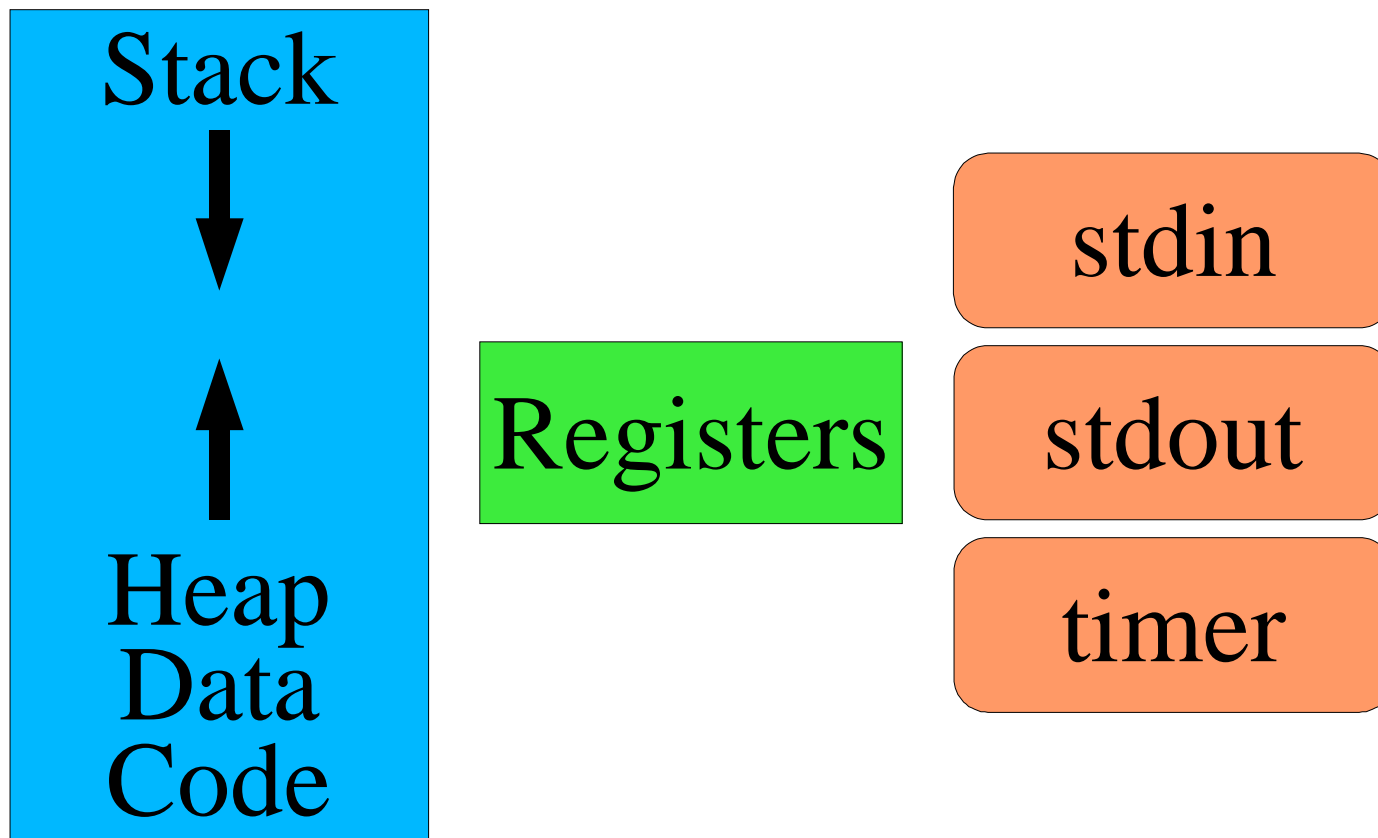 Stack
Heap
Data
Code
Registers
stdin
stdout
timer